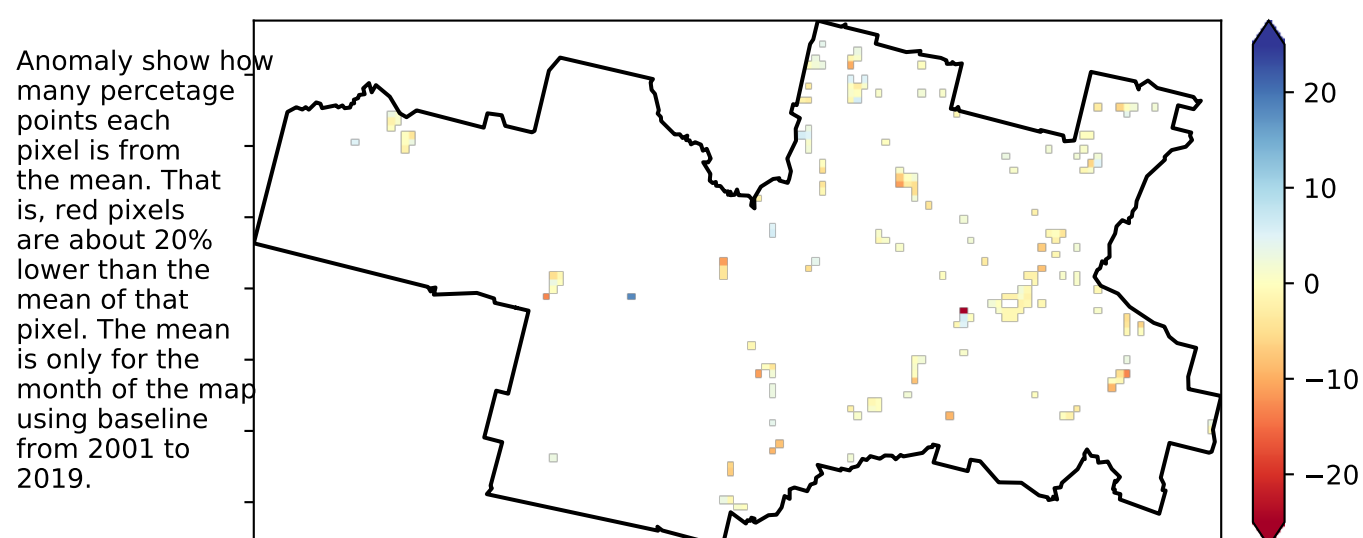 Anomaly show how
many percetage
points each
pixel is from
the mean. That
is, red pixels
are about 20%
lower than the
mean of that
pixel. The mean
is only for the
month of the map
using baseline
from 2001 to
2019.
20
10
0
−10
−20